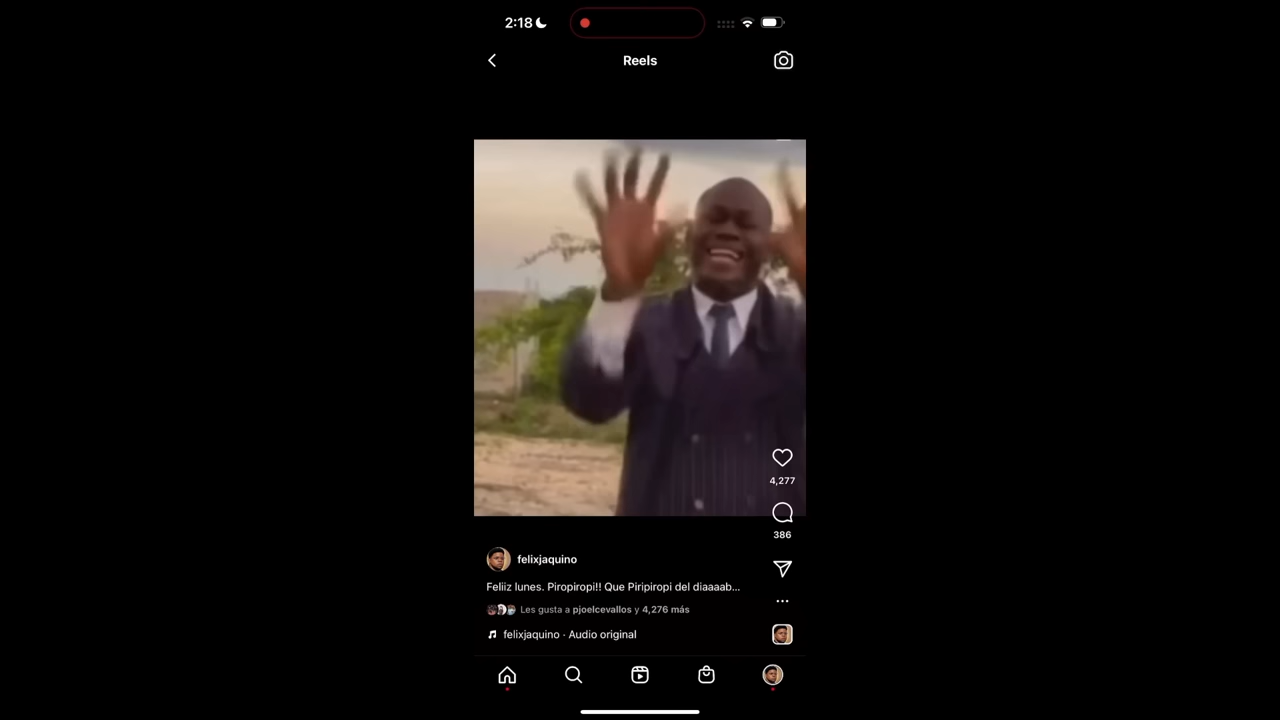 2:18
Reels
4,277
386
felixjaquino
Feliiz lunes. Piropiropi!! Que Piripiropi del diaaaab...
Les gusta a pjoelcevallos y 4,276 más
felixjaquino · Audio original